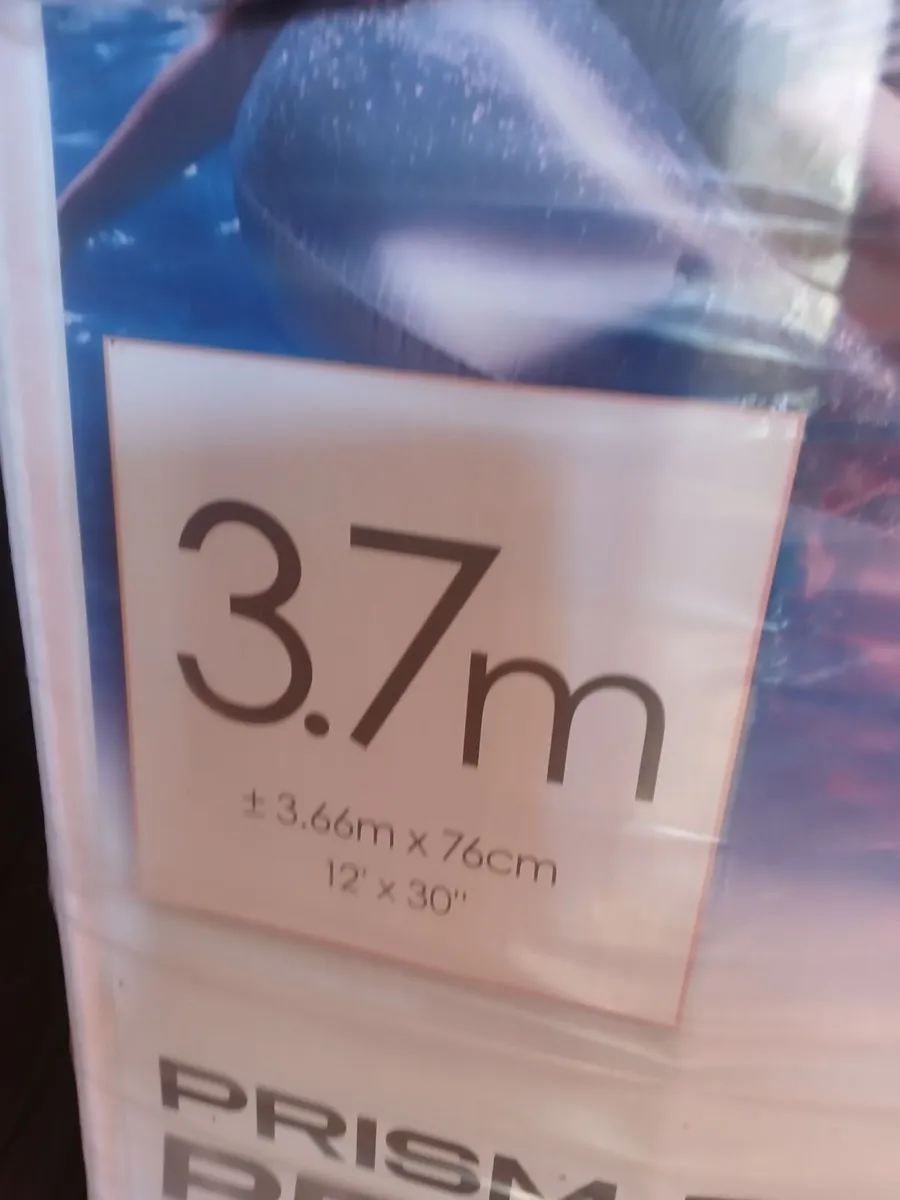 3.7m
± 3.66m x 76cm
12' x 30"
PRISM